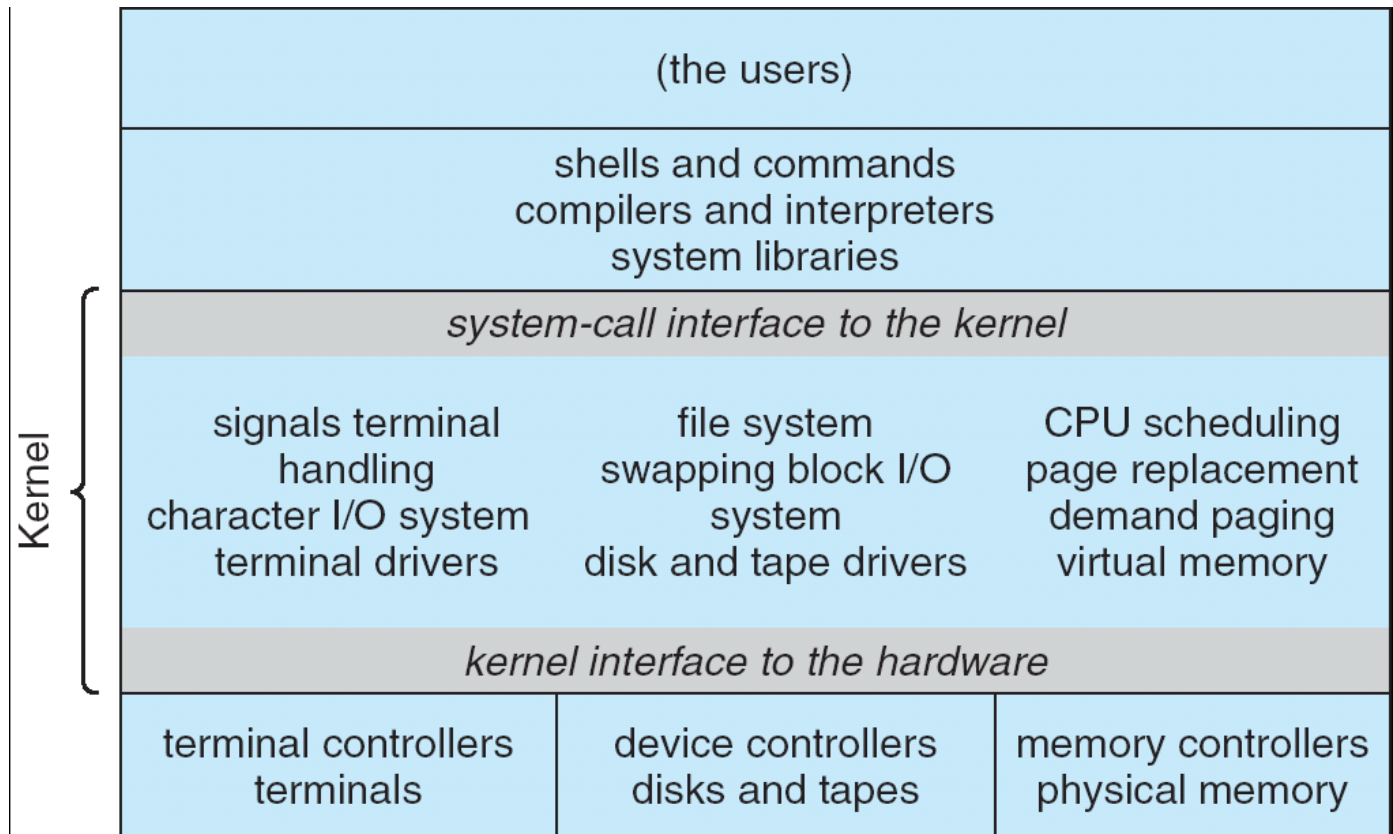 (the users)
shells and commands
compilers and interpreters
system libraries
system-call interface to the kernel
Kernel
signals terminal
handling
character I/O system
terminal drivers
file system
swapping block I/O
system
disk and tape drivers
CPU scheduling
page replacement
demand paging
virtual memory
kernel interface to the hardware
terminal controllers
terminals
device controllers
disks and tapes
memory controllers
physical memory